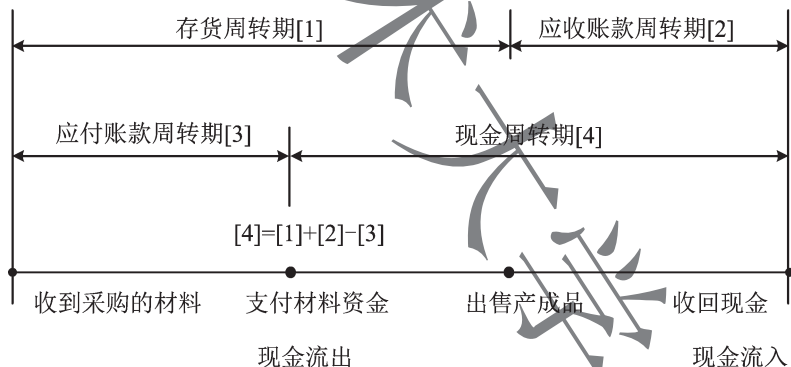 存货周转期[1] 应收账款周转期[2]
应付账款周转期[3] 现金周转期[4]
[4]=[1]+[2]-[3]
收到采购的材料 支付材料资金 出售产成品 收回现金
现金流出 现金流入